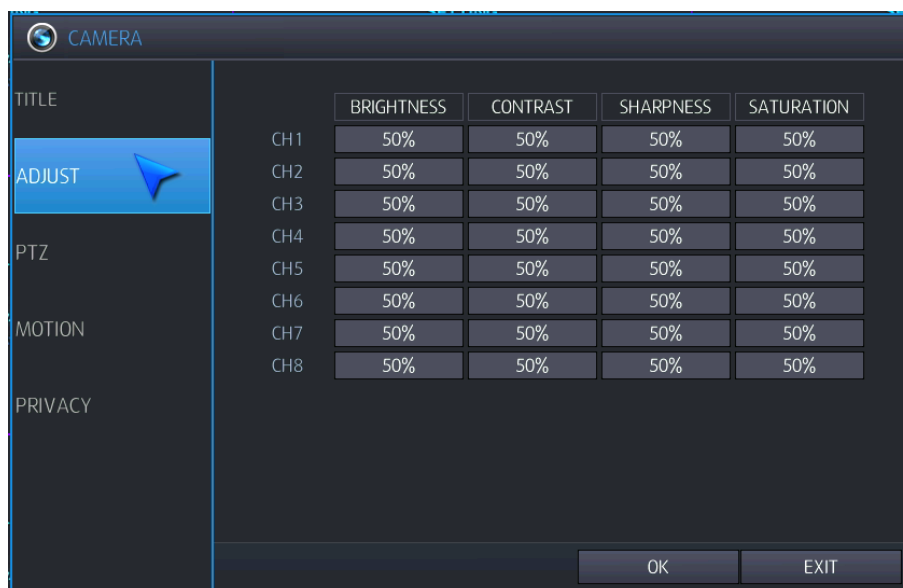 CAMERA
TITLE
ADJUST
PTZ
MOTION
PRIVACY
BRIGHTNESS CONTRAST SHARPNESS SATURATION
CH1 50% 50% 50% 50%
CH2 50% 50% 50% 50%
CH3 50% 50% 50% 50%
CH4 50% 50% 50% 50%
CH5 50% 50% 50% 50%
CH6 50% 50% 50% 50%
CH7 50% 50% 50% 50%
CH8 50% 50% 50% 50%
OK EXIT